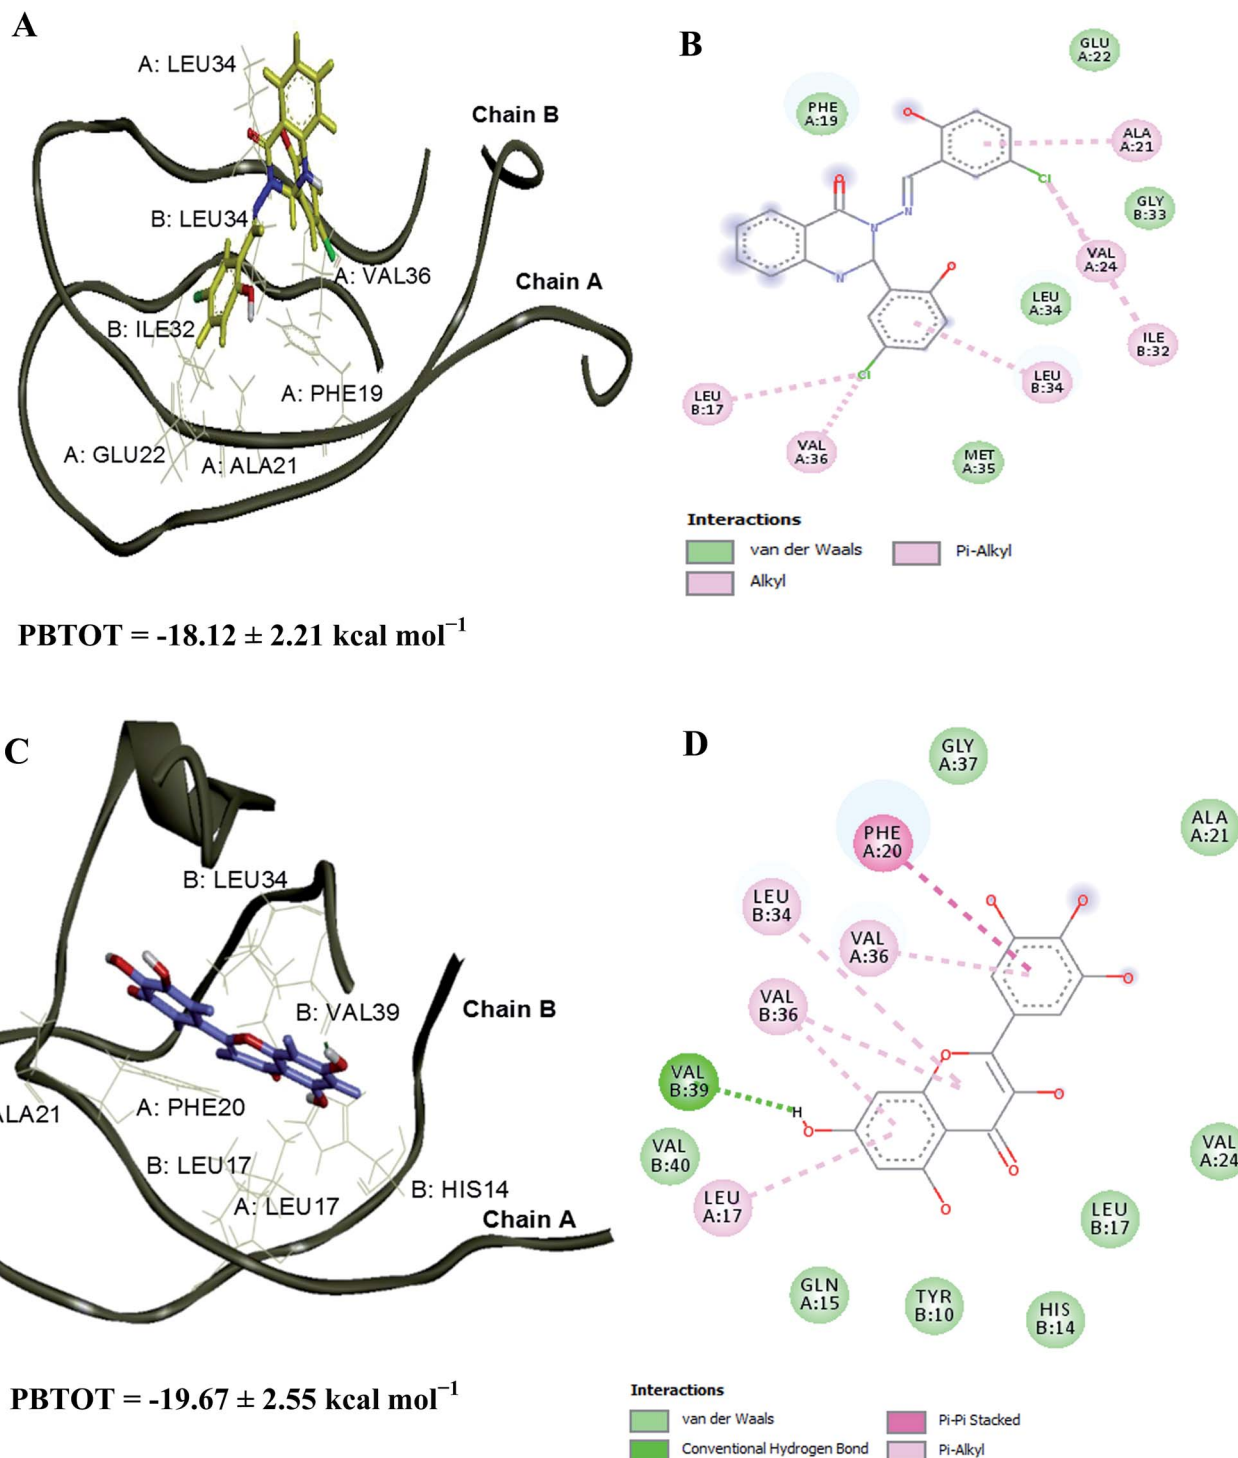 A
A: LEU34
Chain B
B: LEU34
A: VAL36
Chain A
B: ILE32
A: PHE19
A: GLU22
A: ALA21
PBTOT = -18.12 ± 2.21 kcal mol⁻¹
B
GLU
A:22
PHE
A:19
O
ALA
A:21
O
Cl
GLY
B:33
N
N
VAL
A:24
O
N
LEU
A:34
ILE
B:32
Cl
LEU
B:34
LEU
B:17
VAL
A:36
MET
A:35
Interactions
van der Waals
Pi-Alkyl
Alkyl
C
B: LEU34
B: VAL39
Chain B
ALA21
A: PHE20
B: LEU17
A: LEU17
B: HIS14
Chain A
PBTOT = -19.67 ± 2.55 kcal mol⁻¹
D
GLY
A:37
PHE
A:20
ALA
A:21
LEU
B:34
O
O
VAL
A:36
O
VAL
B:36
O
VAL
B:39
O
H
O
VAL
B:40
O
VAL
A:24
LEU
A:17
O
LEU
B:17
GLN
A:15
TYR
B:10
HIS
B:14
Interactions
van der Waals
Pi-Pi Stacked
Conventional Hydrogen Bond
Pi-Alkyl